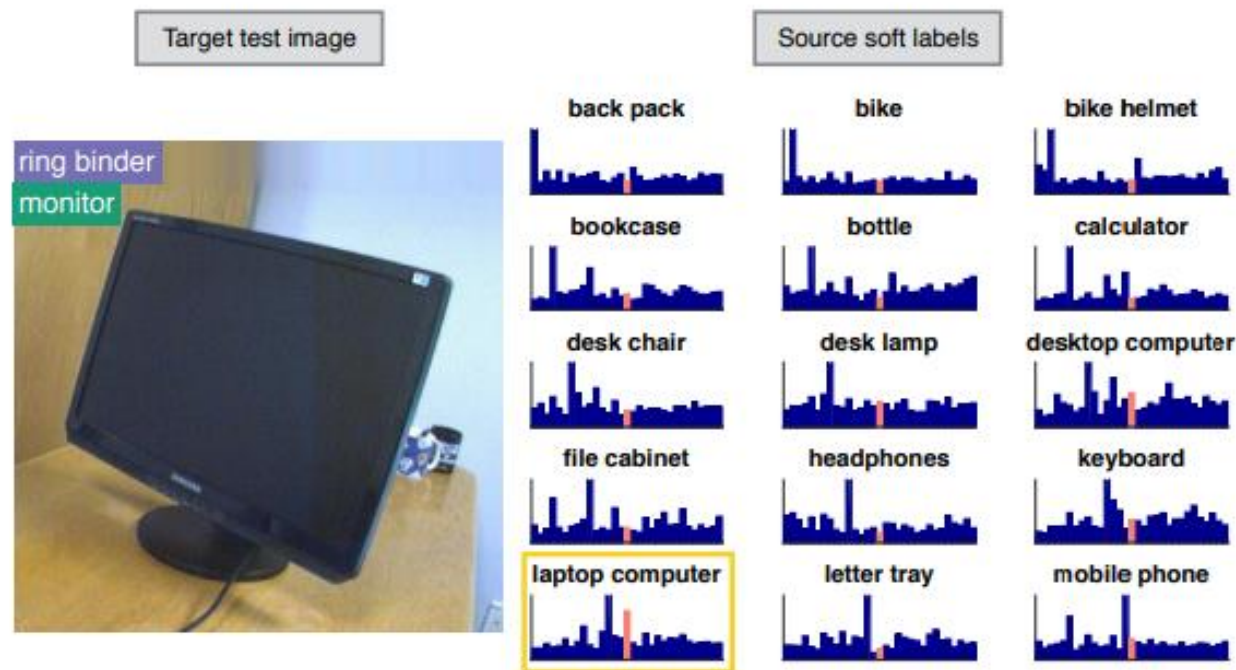 Target test image
Source soft labels
ring binder
monitor
SAMSUNG
back pack
bike
bike helmet
bookcase
bottle
calculator
desk chair
desk lamp
desktop computer
file cabinet
headphones
keyboard
laptop computer
letter tray
mobile phone